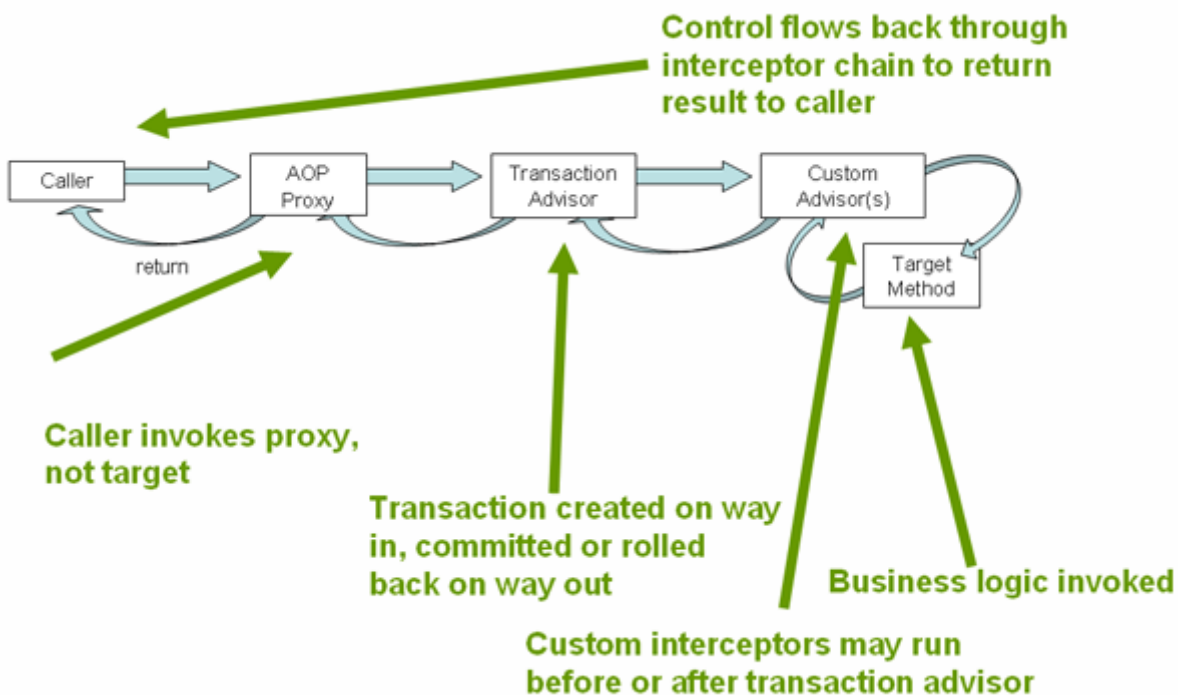 Control flows back through
interceptor chain to return
result to caller
Caller
AOP
Proxy
Transaction
Advisor
Custom
Advisor(s)
return
Target
Method
Caller invokes proxy,
not target
Transaction created on way
in, committed or rolled
back on way out
Business logic invoked
Custom interceptors may run
before or after transaction advisor